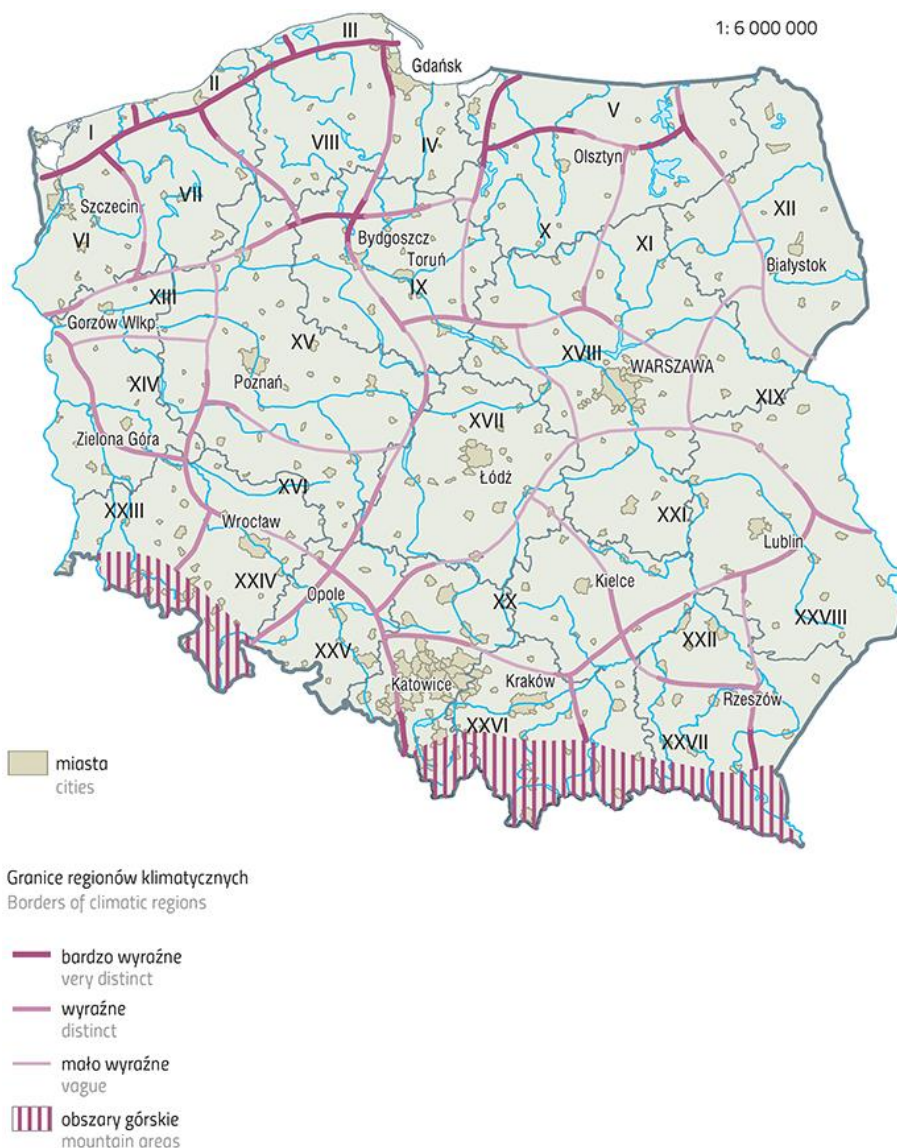 1: 6 000 000
III
Gdańsk
II
I
V
VIII
IV
Olsztyn
VII
Szczecin
XII
VI
Bydgoszcz
X
XI
Toruń
Białystok
XIII
IX
Gorzów Wlkp.
XV
XVIII
WARSZAWA
XIV
Poznań
XIX
XVII
Zielona Góra
Łódź
XVI
XXIII
XXI
Wrocław
Lublin
XXIV
Opole
Kielce
XX
XXVIII
XXII
XXV
Katowice
Kraków
Rzeszów
XXVI
XXVII
miasta
cities
Granice regionów klimatycznych
Borders of climatic regions
bardzo wyraźne
very distinct
wyraźne
distinct
mało wyraźne
vague
obszary górskie
mountain areas